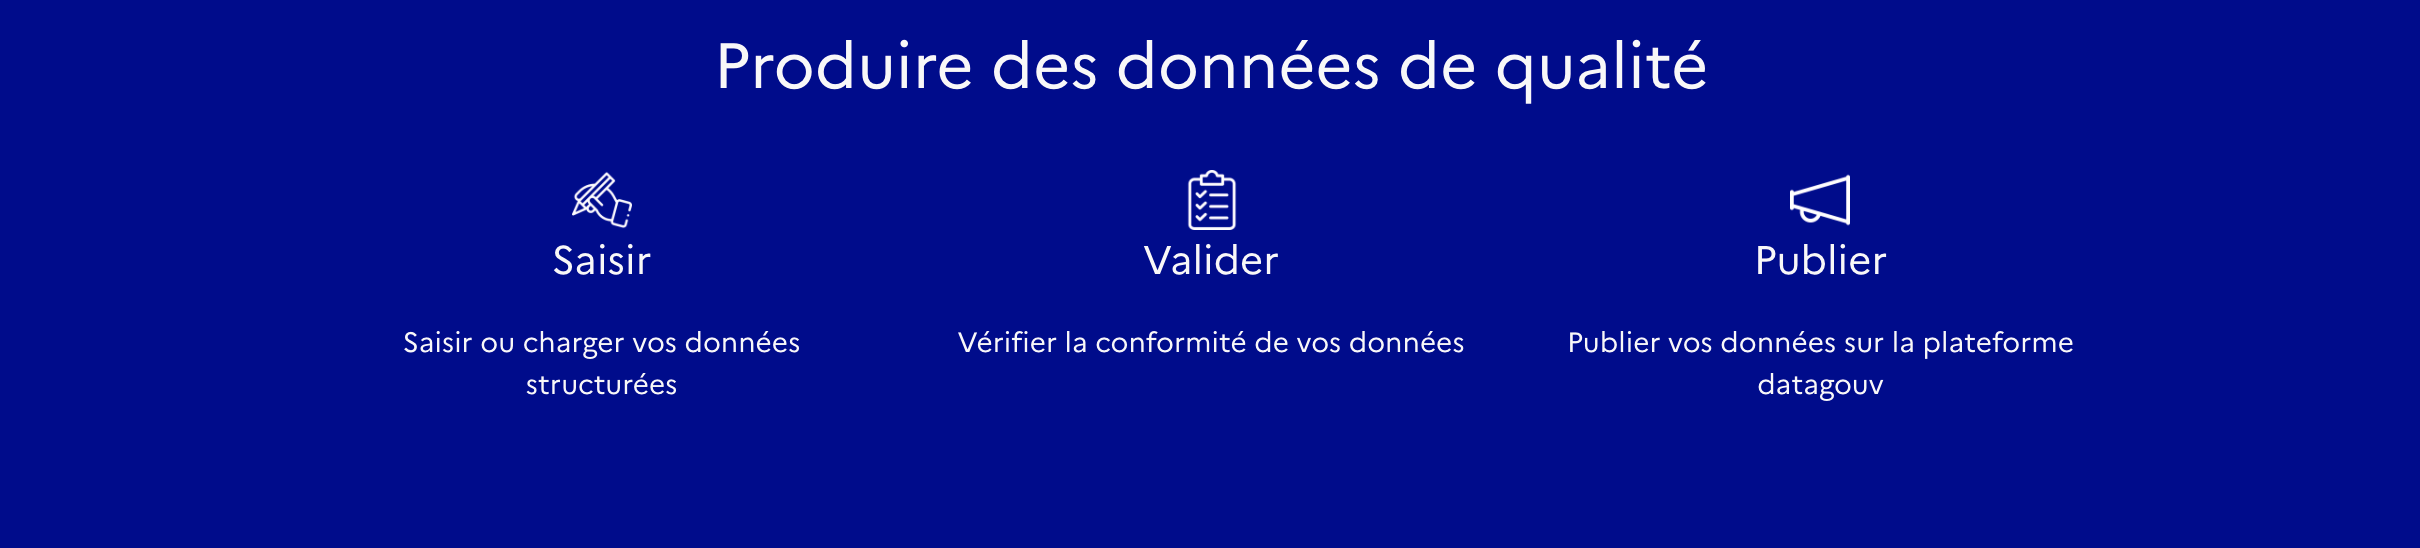 Produire des données de qualité
Saisir
Saisir ou charger vos données
structurées
Valider
Vérifier la conformité de vos données
Publier
Publier vos données sur la plateforme
datagouv